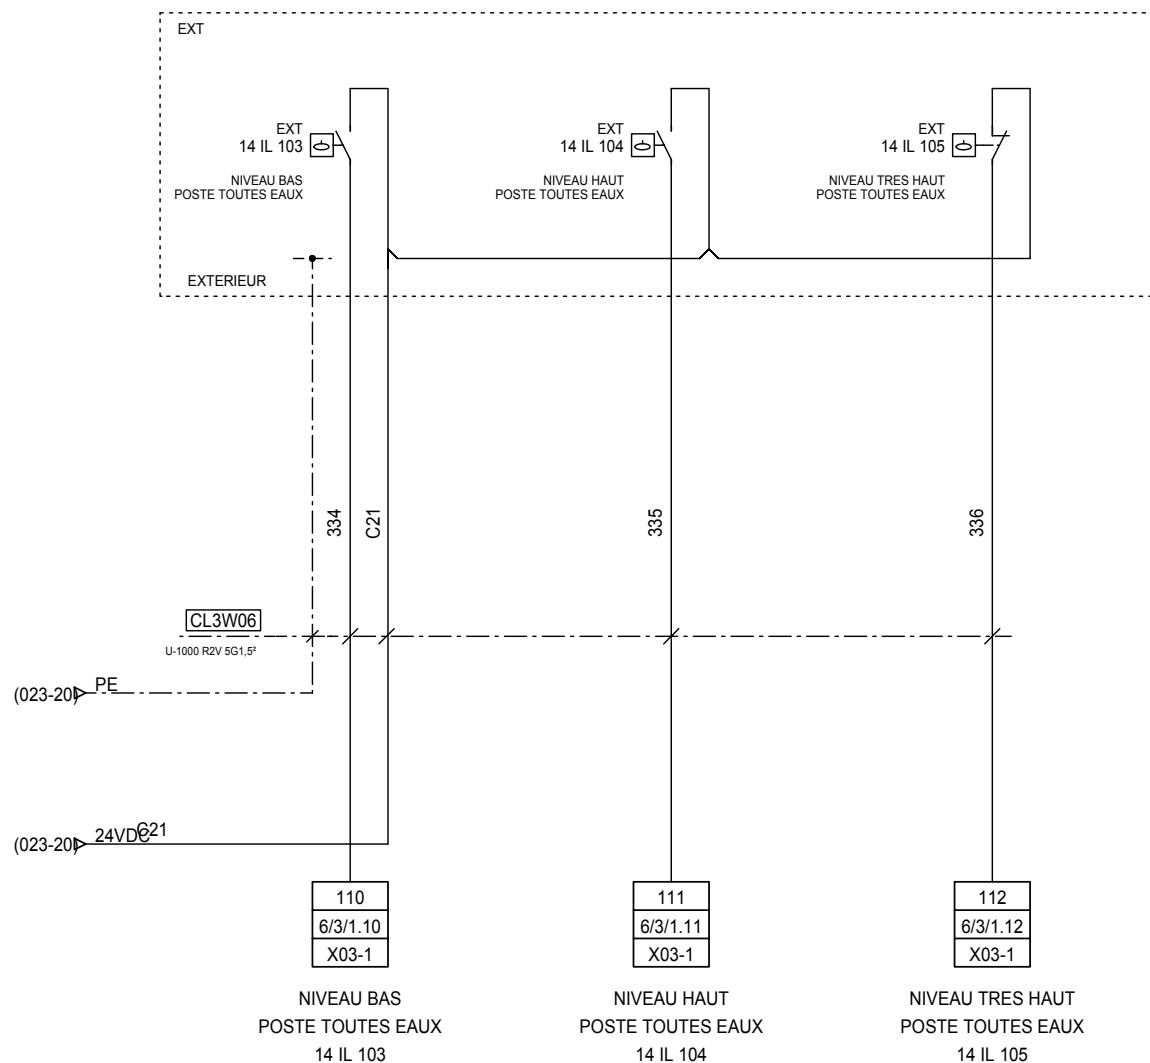 EXT
EXT
14 IL 103
NIVEAU BAS
POSTE TOUTES EAUX
EXT
14 IL 104
NIVEAU HAUT
POSTE TOUTES EAUX
EXT
14 IL 105
NIVEAU TRES HAUT
POSTE TOUTES EAUX
EXTERIEUR
334
C21
335
336
CL3W06
U-1000 R2V 5G1,5²
(023-20) PE
(023-20) 24VDC C21
110
6/3/1.10
X03-1
111
6/3/1.11
X03-1
112
6/3/1.12
X03-1
NIVEAU BAS
POSTE TOUTES EAUX
14 IL 103
NIVEAU HAUT
POSTE TOUTES EAUX
14 IL 104
NIVEAU TRES HAUT
POSTE TOUTES EAUX
14 IL 105